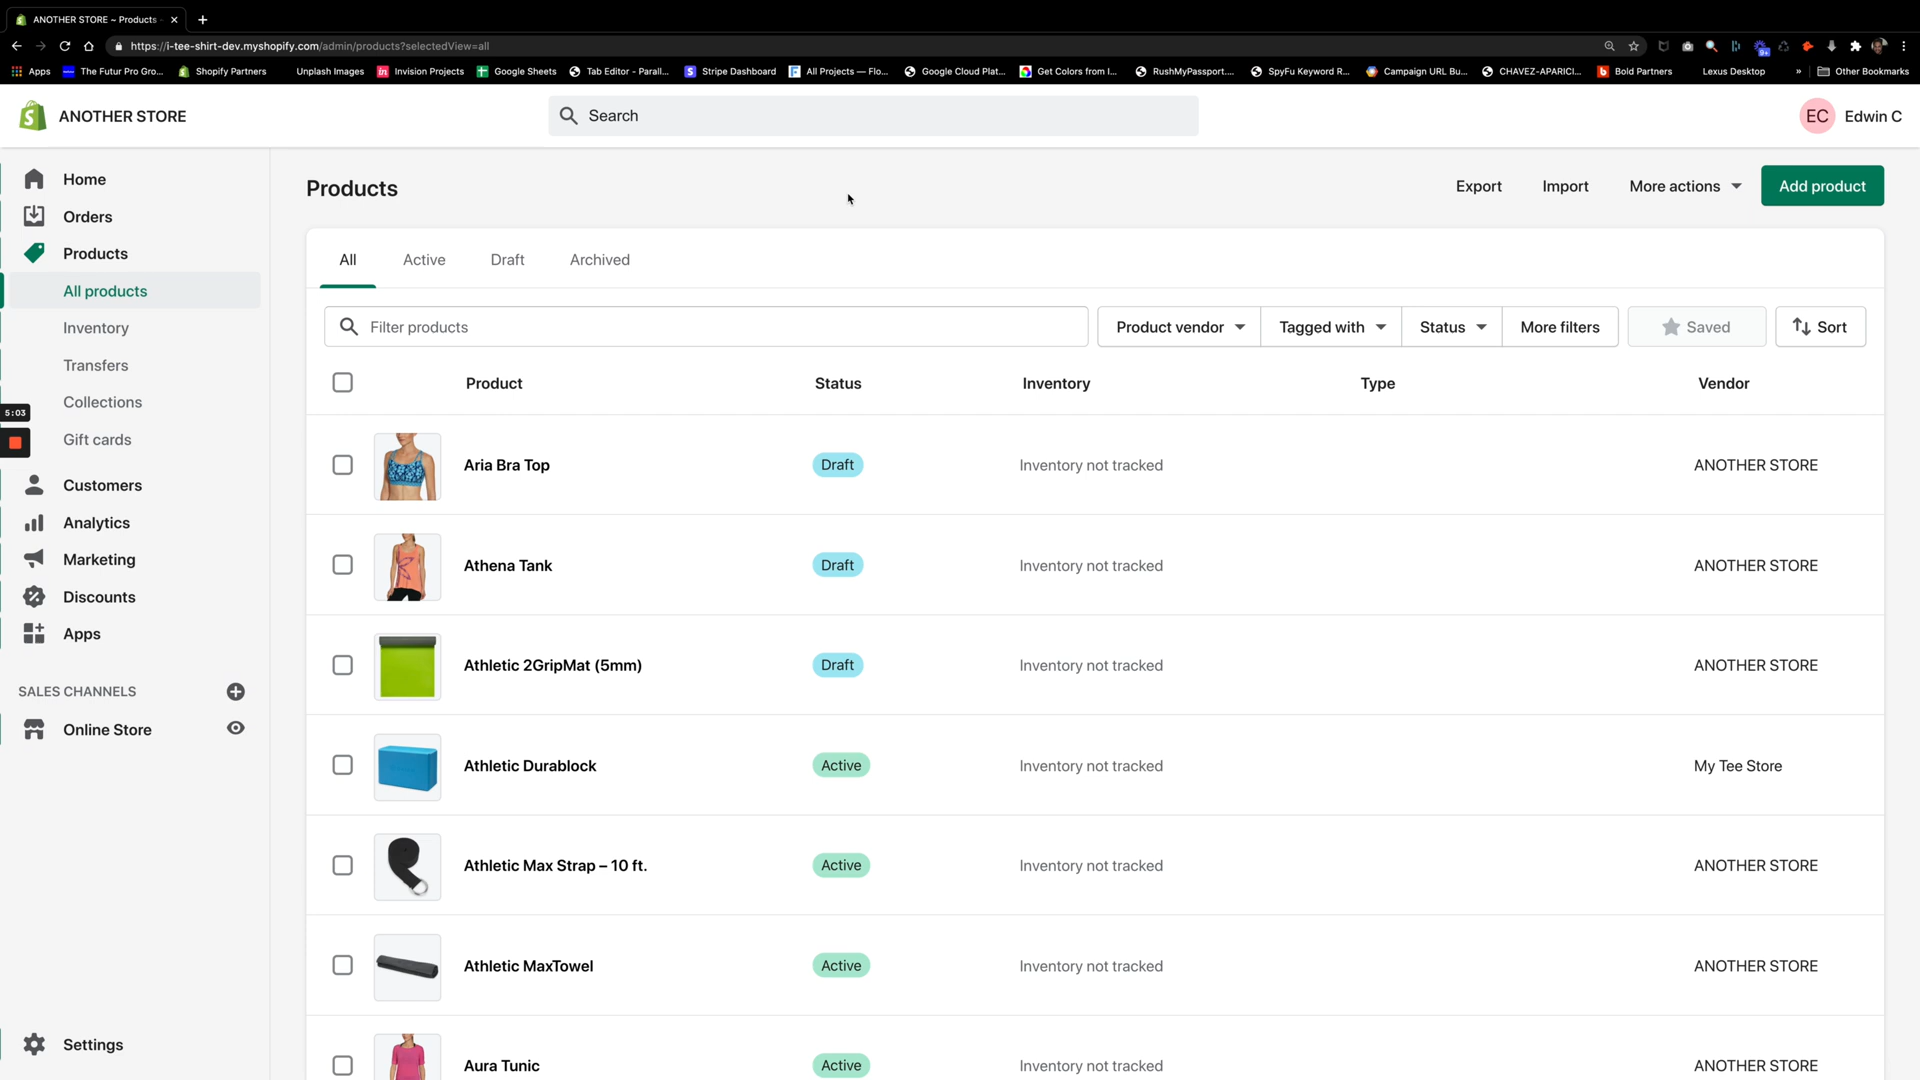 ANOTHER STORE ~ Products
https://i-tee-shirt-dev.myshopify.com/admin/products?selectedView=all
Apps The Futur Pro Gro... Shopify Partners Unplash Images Invision Projects Google Sheets Tab Editor - Parall... Stripe Dashboard All Projects — Flo... Google Cloud Plat... Get Colors from I... RushMyPassport.... SpyFu Keyword R... Campaign URL Bu... CHAVEZ-APARICI... Bold Partners Lexus Desktop » Other Bookmarks
ANOTHER STORE
Search
EC Edwin C
Home
Orders
Products
All products
Inventory
Transfers
Collections
Gift cards
5:03
Customers
Analytics
Marketing
Discounts
Apps
SALES CHANNELS
Online Store
Settings
Products
Export Import More actions Add product
All Active Draft Archived
Filter products Product vendor Tagged with Status More filters Saved Sort
Product Status Inventory Type Vendor
Aria Bra Top Draft Inventory not tracked ANOTHER STORE
Athena Tank Draft Inventory not tracked ANOTHER STORE
Athletic 2GripMat (5mm) Draft Inventory not tracked ANOTHER STORE
Athletic Durablock Active Inventory not tracked My Tee Store
Athletic Max Strap – 10 ft. Active Inventory not tracked ANOTHER STORE
Athletic MaxTowel Active Inventory not tracked ANOTHER STORE
Aura Tunic Active Inventory not tracked ANOTHER STORE